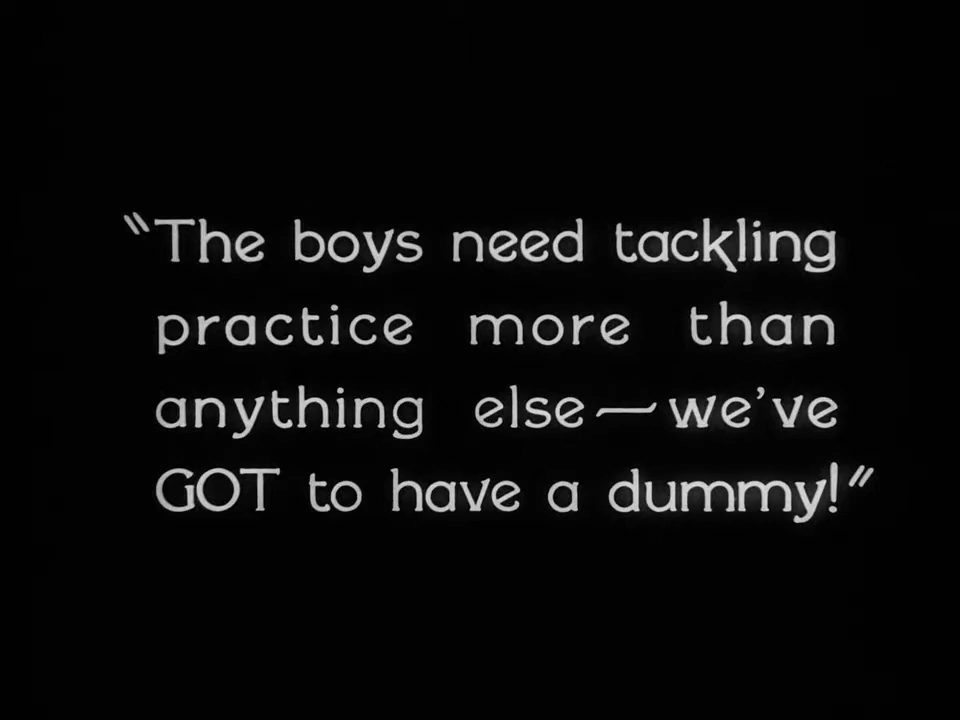 "The boys need tackling
practice more than
anything else—we've
GOT to have a dummy!"